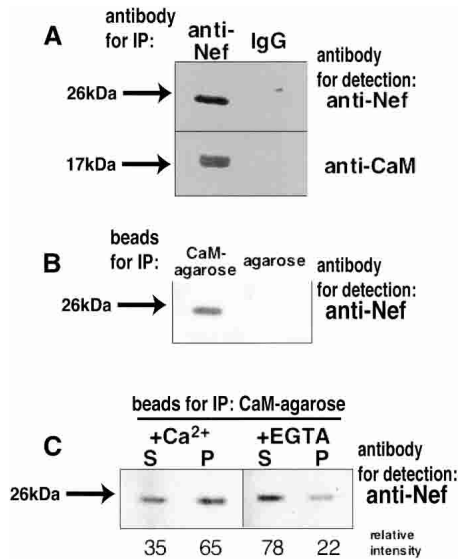 A
antibody for IP:
anti-Nef
IgG
antibody for detection:
26kDa
anti-Nef
17kDa
anti-CaM
B
beads for IP:
CaM-agarose
agarose
antibody for detection:
26kDa
anti-Nef
beads for IP: CaM-agarose
C
+Ca²⁺
+EGTA
S P S P
antibody for detection:
26kDa
anti-Nef
35 65 78 22
relative intensity